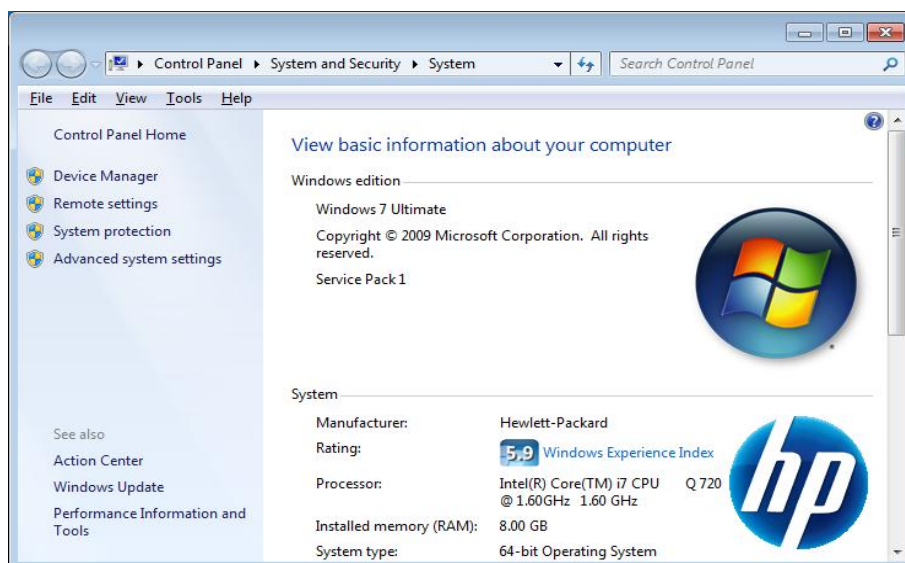 Control Panel ▸ System and Security ▸ System
Search Control Panel
File Edit View Tools Help
Control Panel Home
Device Manager
Remote settings
System protection
Advanced system settings
See also
Action Center
Windows Update
Performance Information and
Tools
View basic information about your computer
Windows edition
Windows 7 Ultimate
Copyright © 2009 Microsoft Corporation. All rights
reserved.
Service Pack 1
System
Manufacturer: Hewlett-Packard
Rating: 5.9 Windows Experience Index
Processor: Intel(R) Core(TM) i7 CPU Q 720
@ 1.60GHz 1.60 GHz
Installed memory (RAM): 8.00 GB
System type: 64-bit Operating System
hp